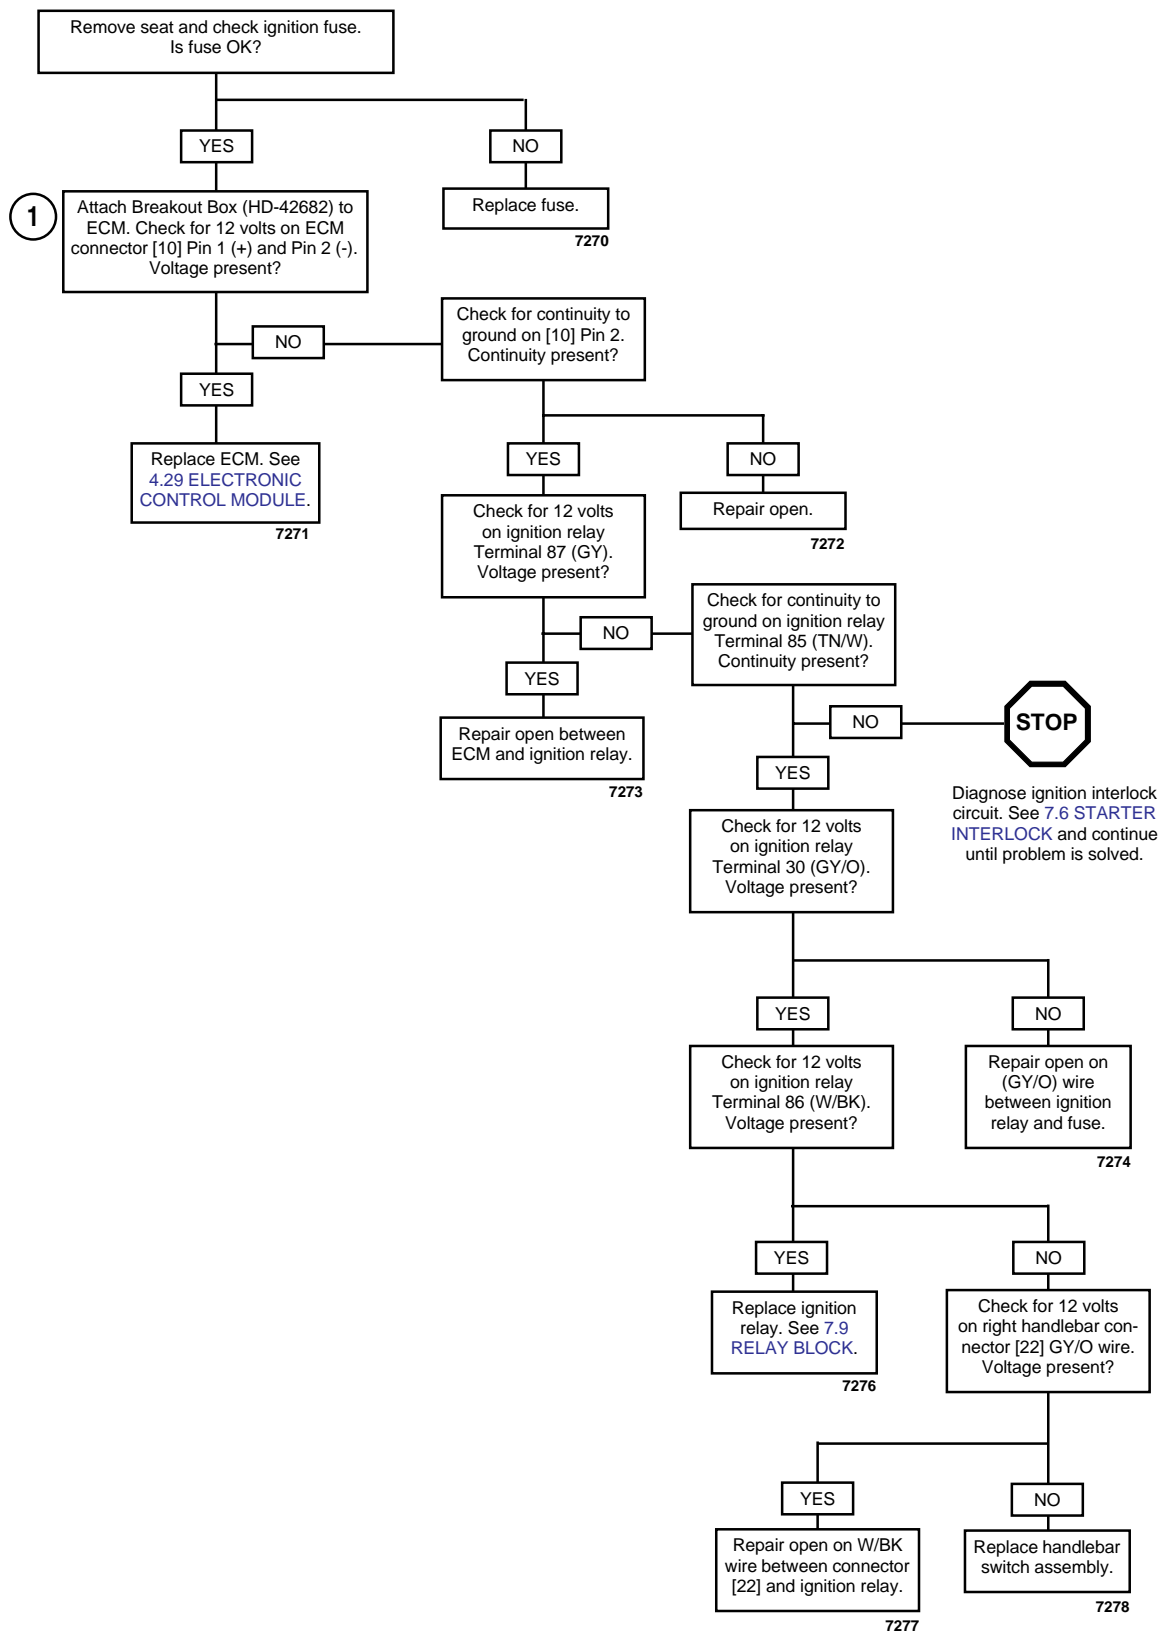 Remove seat and check ignition fuse.
Is fuse OK?
YES
NO
1
Attach Breakout Box (HD-42682) to
ECM. Check for 12 volts on ECM
connector [10] Pin 1 (+) and Pin 2 (-).
Voltage present?
Replace fuse.
7270
NO
Check for continuity to
ground on [10] Pin 2.
Continuity present?
YES
Replace ECM. See
4.29 ELECTRONIC
CONTROL MODULE.
7271
YES
NO
Check for 12 volts
on ignition relay
Terminal 87 (GY).
Voltage present?
Repair open.
7272
NO
Check for continuity to
ground on ignition relay
Terminal 85 (TN/W).
Continuity present?
YES
Repair open between
ECM and ignition relay.
7273
NO
STOP
Diagnose ignition interlock
circuit. See 7.6 STARTER
INTERLOCK and continue
until problem is solved.
YES
Check for 12 volts
on ignition relay
Terminal 30 (GY/O).
Voltage present?
YES
NO
Check for 12 volts
on ignition relay
Terminal 86 (W/BK).
Voltage present?
Repair open on
(GY/O) wire
between ignition
relay and fuse.
7274
YES
NO
Replace ignition
relay. See 7.9
RELAY BLOCK.
7276
Check for 12 volts
on right handlebar con-
nector [22] GY/O wire.
Voltage present?
YES
NO
Repair open on W/BK
wire between connector
[22] and ignition relay.
7277
Replace handlebar
switch assembly.
7278